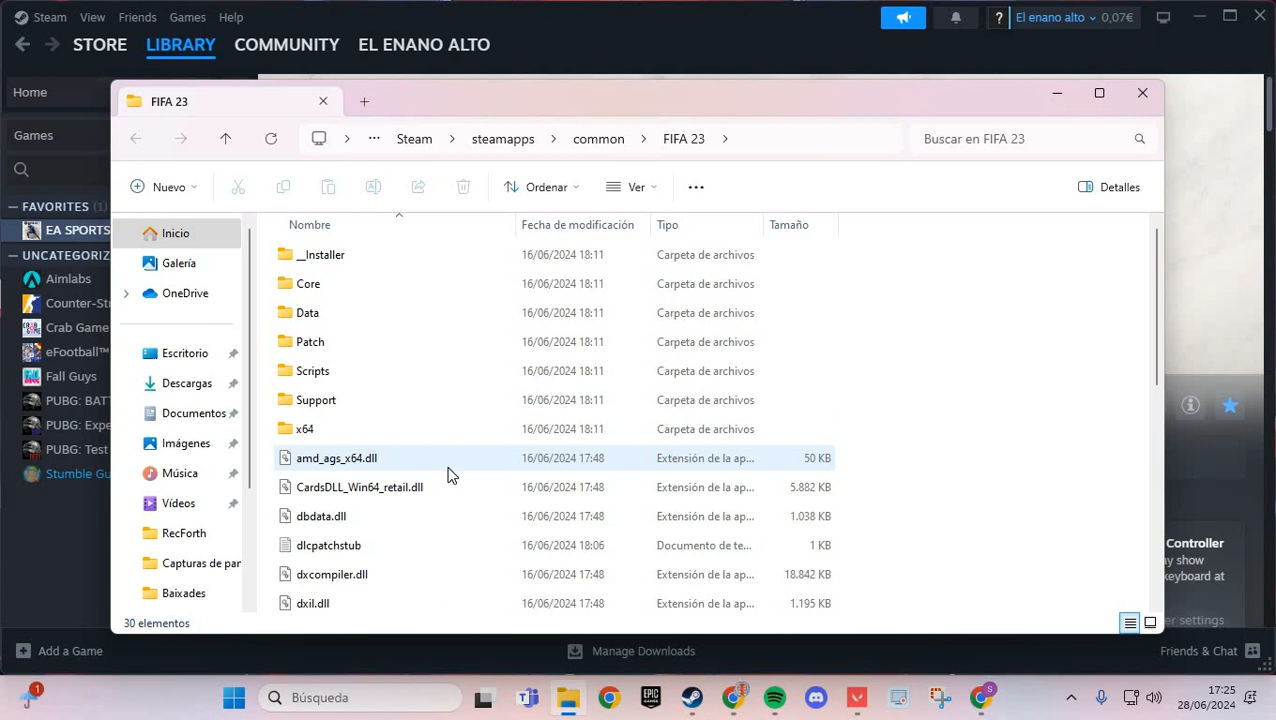 Steam View Friends Games Help El enano alto 0,07€
STORE LIBRARY COMMUNITY EL ENANO ALTO
Home
Games
FAVORITES (1)
EA SPORTS
UNCATEGORIZ
Aimlabs
Counter-Str
Crab Game
eFootball™
Fall Guys
PUBG: BATT
PUBG: Expe
PUBG: Test
Stumble Gu
FIFA 23
Steam steamapps common FIFA 23 Buscar en FIFA 23
Nuevo Ordenar Ver Detalles
Inicio
Galería
OneDrive
Escritorio
Descargas
Documentos
Imágenes
Música
Vídeos
RecForth
Capturas de par
Baixades
Nombre Fecha de modificación Tipo Tamaño
__Installer 16/06/2024 18:11 Carpeta de archivos
Core 16/06/2024 18:11 Carpeta de archivos
Data 16/06/2024 18:11 Carpeta de archivos
Patch 16/06/2024 18:11 Carpeta de archivos
Scripts 16/06/2024 18:11 Carpeta de archivos
Support 16/06/2024 18:11 Carpeta de archivos
x64 16/06/2024 18:11 Carpeta de archivos
amd_ags_x64.dll 16/06/2024 17:48 Extensión de la ap... 50 KB
CardsDLL_Win64_retail.dll 16/06/2024 17:48 Extensión de la ap... 5.882 KB
dbdata.dll 16/06/2024 17:48 Extensión de la ap... 1.038 KB
dlcpatchstub 16/06/2024 18:06 Documento de te... 1 KB
dxcompiler.dll 16/06/2024 17:48 Extensión de la ap... 18.842 KB
dxil.dll 16/06/2024 17:48 Extensión de la ap... 1.195 KB
30 elementos
Controller
ay show
keyboard at
er settings
Add a Game Manage Downloads Friends & Chat
1 Búsqueda EPIC GAMES S 17:25
28/06/2024